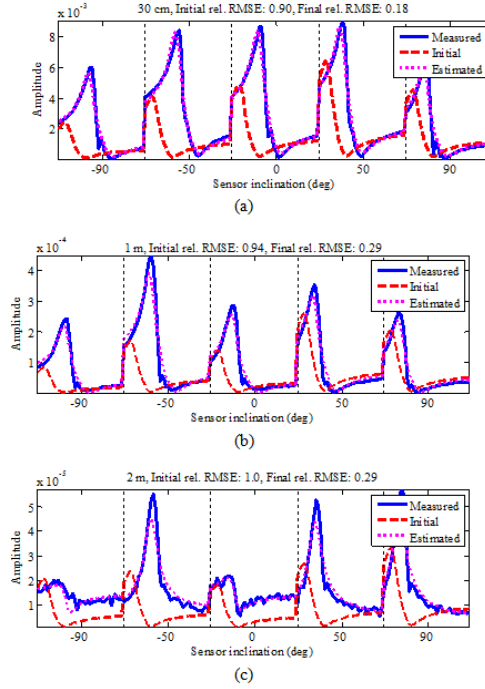 30 cm, Initial rel. RMSE: 0.90, Final rel. RMSE: 0.18
x 10⁻³
8
6
4
2
Amplitude
Measured
Initial
Estimated
-90 -50 0 50 90
Sensor inclination (deg)
(a)
1 m, Initial rel. RMSE: 0.94, Final rel. RMSE: 0.29
x 10⁻⁴
4
3
2
1
Amplitude
Measured
Initial
Estimated
-90 -50 0 50 90
Sensor inclination (deg)
(b)
2 m, Initial rel. RMSE: 1.0, Final rel. RMSE: 0.29
x 10⁻⁵
5
4
3
2
1
Amplitude
Measured
Initial
Estimated
-90 -50 0 50 90
Sensor inclination (deg)
(c)